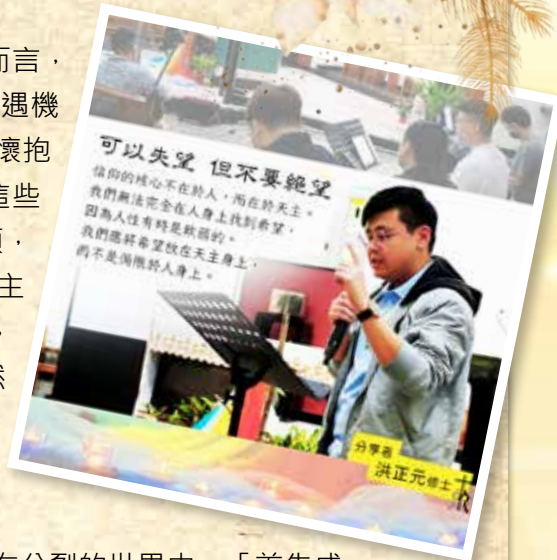 而言，
遇機
懷抱
這些
主
可以失望 但不要絕望
信仰的核心不在於人，而在於天主。
我們無法完全在人身上找到希望，
因為人性有時是軟弱的。
我們應將希望放在天主身上，
而不是侷限於人身上。
分享者
洪正元修士